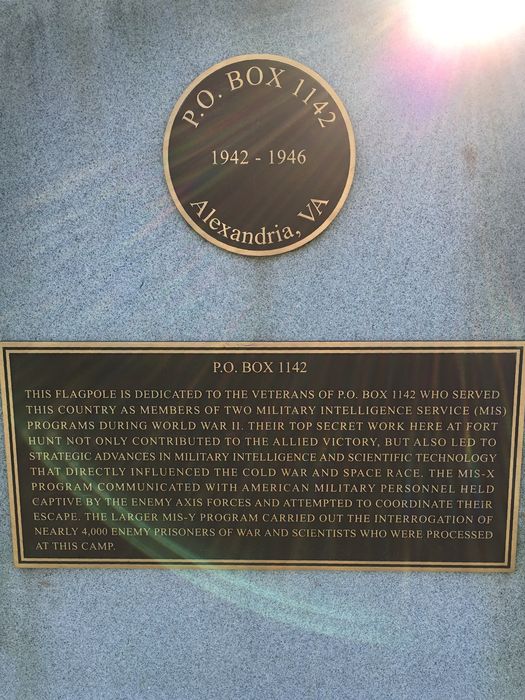 P.O. BOX 1142
1942 - 1946
Alexandria, VA
P.O. BOX 1142
THIS FLAGPOLE IS DEDICATED TO THE VETERANS OF P.O. BOX 1142 WHO SERVED
THIS COUNTRY AS MEMBERS OF TWO MILITARY INTELLIGENCE SERVICE (MIS)
PROGRAMS DURING WORLD WAR II. THEIR TOP SECRET WORK HERE AT FORT
HUNT NOT ONLY CONTRIBUTED TO THE ALLIED VICTORY, BUT ALSO LED TO
STRATEGIC ADVANCES IN MILITARY INTELLIGENCE AND SCIENTIFIC TECHNOLOGY
THAT DIRECTLY INFLUENCED THE COLD WAR AND SPACE RACE. THE MIS-X
PROGRAM COMMUNICATED WITH AMERICAN MILITARY PERSONNEL HELD
CAPTIVE BY THE ENEMY AXIS FORCES AND ATTEMPTED TO COORDINATE THEIR
ESCAPE. THE LARGER MIS-Y PROGRAM CARRIED OUT THE INTERROGATION OF
NEARLY 4,000 ENEMY PRISONERS OF WAR AND SCIENTISTS WHO WERE PROCESSED
AT THIS CAMP.